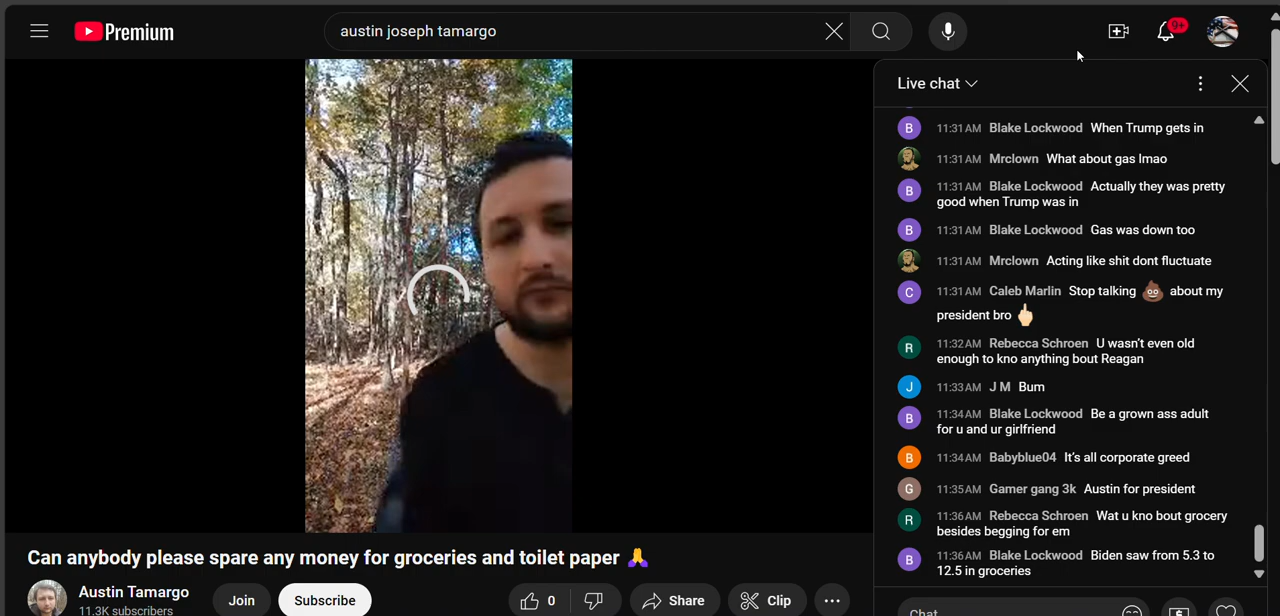 Premium
austin joseph tamargo
9+
Live chat
11:31 AM Blake Lockwood When Trump gets in
11:31 AM Mrclown What about gas lmao
11:31 AM Blake Lockwood Actually they was pretty
good when Trump was in
11:31 AM Blake Lockwood Gas was down too
11:31 AM Mrclown Acting like shit dont fluctuate
11:31 AM Caleb Marlin Stop talking 💩 about my
president bro 🖕🏻
11:32 AM Rebecca Schroen U wasn't even old
enough to kno anything bout Reagan
11:33 AM J M Bum
11:34 AM Blake Lockwood Be a grown ass adult
for u and ur girlfriend
11:34 AM Babyblue04 It's all corporate greed
11:35 AM Gamer gang 3k Austin for president
11:36 AM Rebecca Schroen Wat u kno bout grocery
besides begging for em
11:36 AM Blake Lockwood Biden saw from 5.3 to
12.5 in groceries
Chat
Can anybody please spare any money for groceries and toilet paper 🙏
Austin Tamargo
11.3K subscribers
Join
Subscribe
0
Share
Clip
B
B
B
C
R
J
B
B
G
R
B